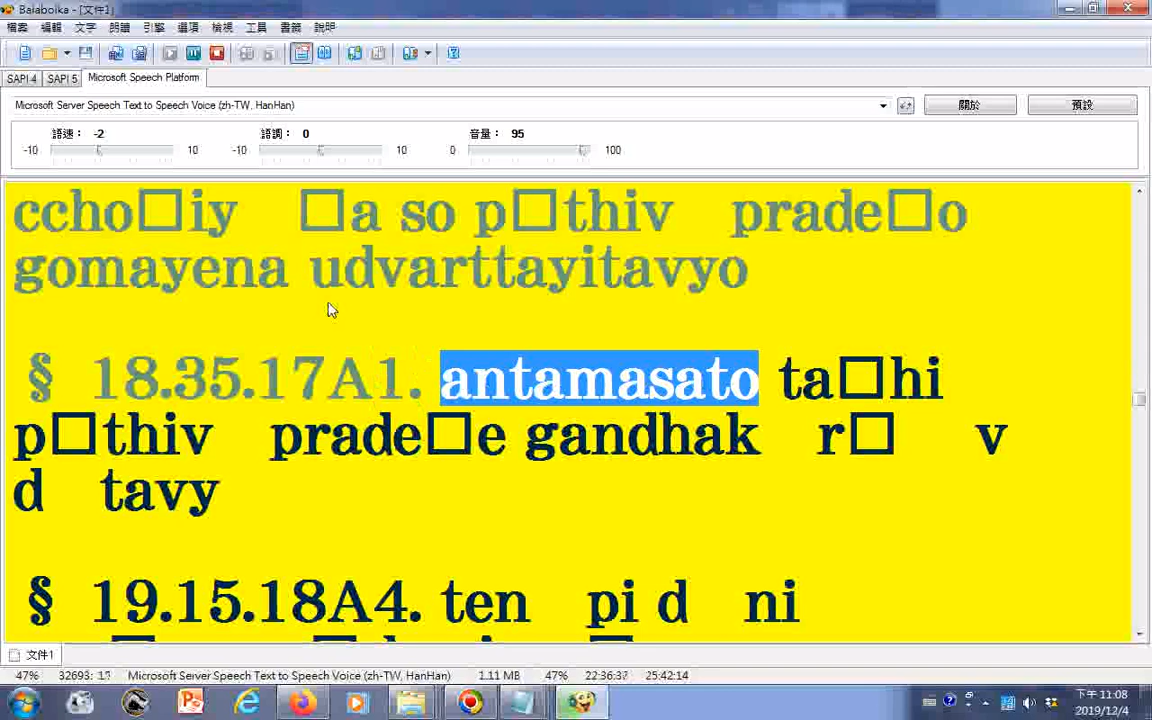 Balabolka - [文件1]
檔案 編輯 文字 朗讀 引擎 選項 檢視 工具 書籤 說明
SAPI 4 SAPI 5 Microsoft Speech Platform
Microsoft Server Speech Text to Speech Voice (zh-TW, HanHan) 關於 預設
語速： -2 語調： 0 音量： 95
-10 10 -10 10 0 100
ccho□iy □a so p□thiv prade□o
gomayena udvarttayitavyo
§ 18.35.17A1. antamasato ta□hi
p□thiv prade□e gandhak r□ v
d tavy
§ 19.15.18A4. ten pi d ni
文件1
47% 32693: 17 Microsoft Server Speech Text to Speech Voice (zh-TW, HanHan) 1.11 MB 47% 22:36:37 25:42:14
下午 11:08
2019/12/4